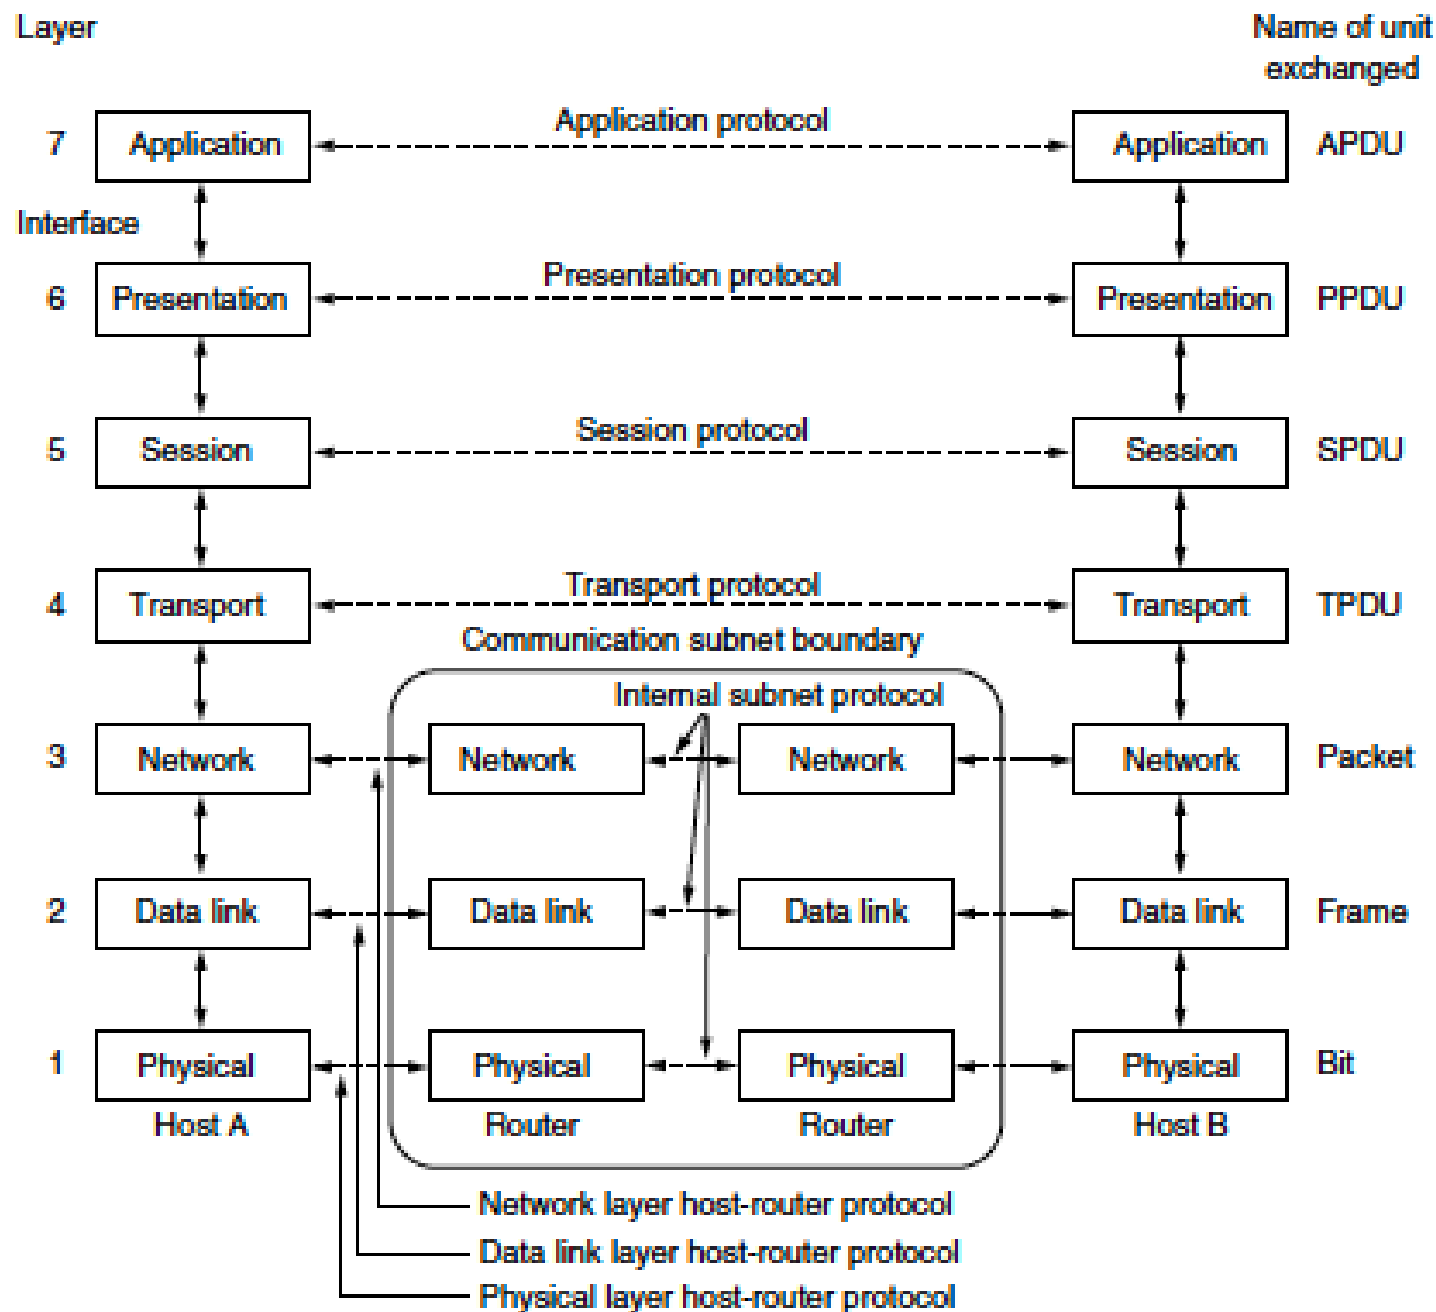 Layer
Name of unit
exchanged
Application protocol
7
Application
Application
APDU
Interface
Presentation protocol
6
Presentation
Presentation
PPDU
Session protocol
5
Session
Session
SPDU
Transport protocol
4
Transport
Transport
TPDU
Communication subnet boundary
Internal subnet protocol
3
Network
Network
Network
Network
Packet
2
Data link
Data link
Data link
Data link
Frame
1
Physical
Physical
Physical
Physical
Bit
Host A
Router
Router
Host B
Network layer host-router protocol
Data link layer host-router protocol
Physical layer host-router protocol